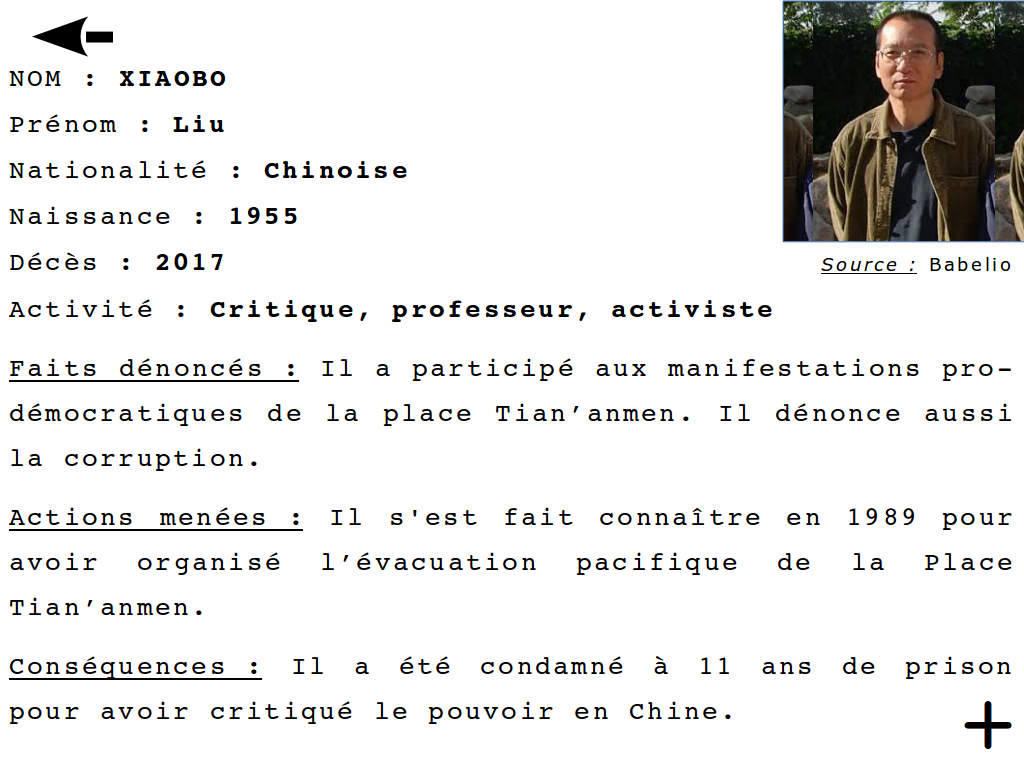 NOM : XIAOBO
Prénom : Liu
Nationalité : Chinoise
Naissance : 1955
Décès : 2017
Source : Babelio
Activité : Critique, professeur, activiste
Faits dénoncés : Il a participé aux manifestations pro-
démocratiques de la place Tian’anmen. Il dénonce aussi
la corruption.
Actions menées : Il s'est fait connaître en 1989 pour
avoir organisé l’évacuation pacifique de la Place
Tian’anmen.
Conséquences : Il a été condamné à 11 ans de prison
pour avoir critiqué le pouvoir en Chine.